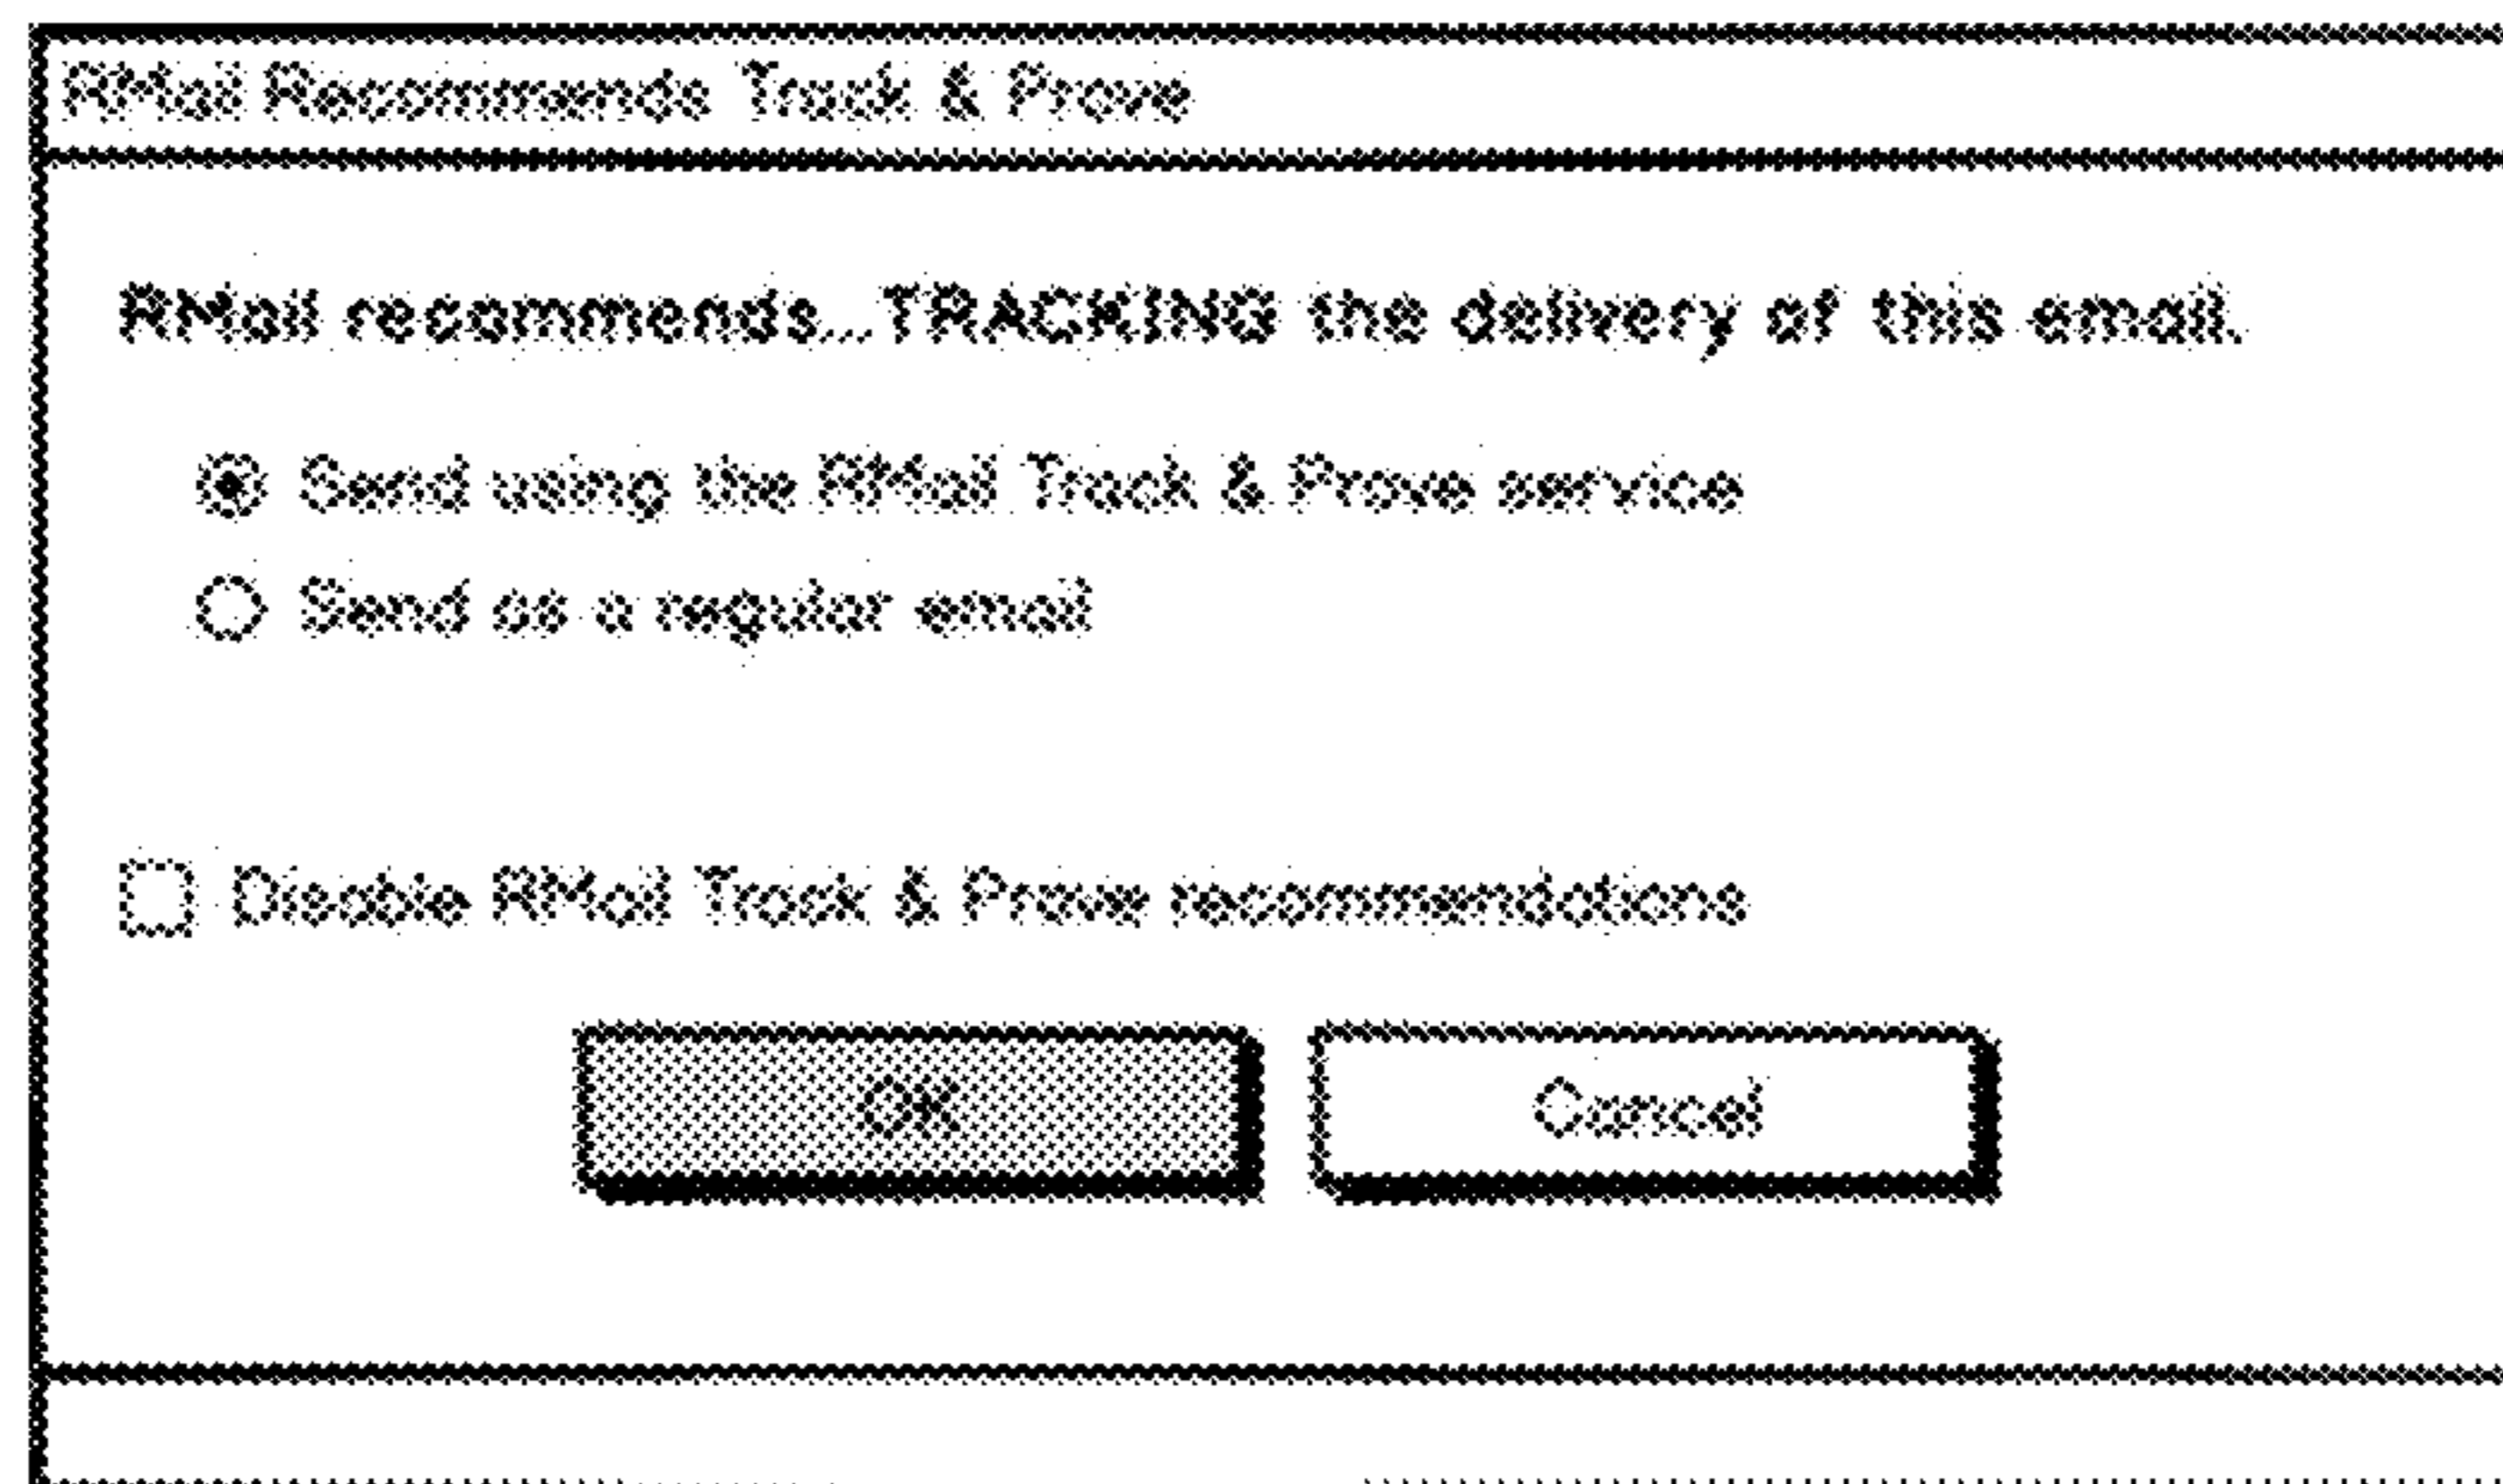 RMail Recommends Track & Prove
RMail recommends...TRACKING the delivery of this email.
Send using the RMail Track & Prove service
Send as a regular email
Disable RMail Track & Prove recommendations
OK
Cancel